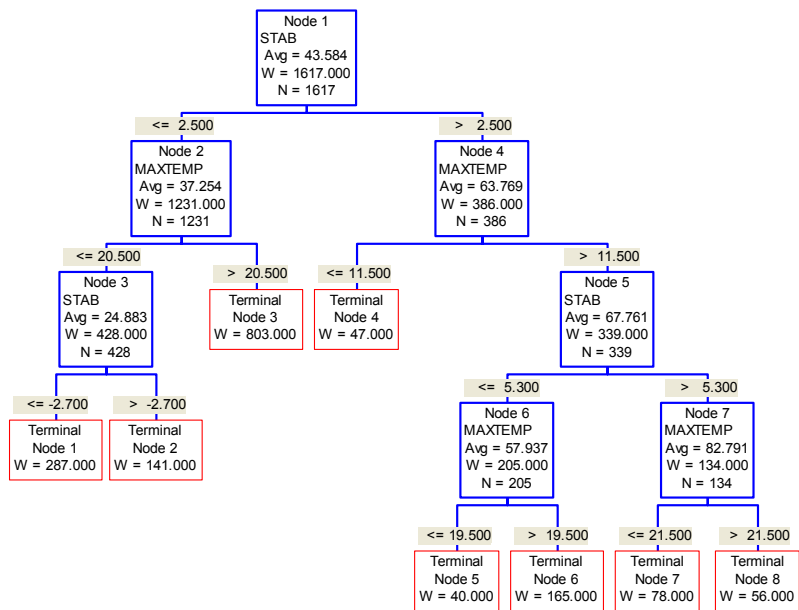 Node 1
STAB
Avg = 43.584
W = 1617.000
N = 1617
<= 2.500
> 2.500
Node 2
MAXTEMP
Avg = 37.254
W = 1231.000
N = 1231
Node 4
MAXTEMP
Avg = 63.769
W = 386.000
N = 386
<= 20.500
> 20.500
<= 11.500
> 11.500
Node 3
STAB
Avg = 24.883
W = 428.000
N = 428
Terminal
Node 3
W = 803.000
Terminal
Node 4
W = 47.000
Node 5
STAB
Avg = 67.761
W = 339.000
N = 339
<= -2.700
> -2.700
<= 5.300
> 5.300
Terminal
Node 1
W = 287.000
Terminal
Node 2
W = 141.000
Node 6
MAXTEMP
Avg = 57.937
W = 205.000
N = 205
Node 7
MAXTEMP
Avg = 82.791
W = 134.000
N = 134
<= 19.500
> 19.500
<= 21.500
> 21.500
Terminal
Node 5
W = 40.000
Terminal
Node 6
W = 165.000
Terminal
Node 7
W = 78.000
Terminal
Node 8
W = 56.000